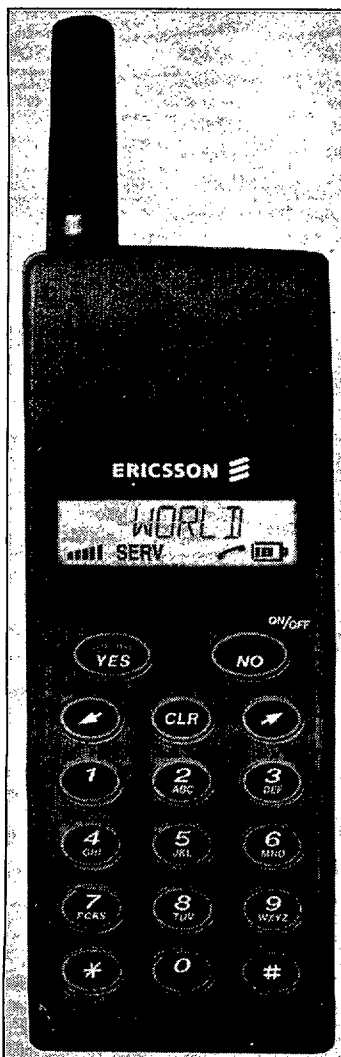 ERICSSON
WORLD
SERV
ON/OFF
YES NO
CLR
1 2 3
ABC DEF
4 5 6
GHI JKL MNO
7 8 9
TUV WXYZ
* 0 #